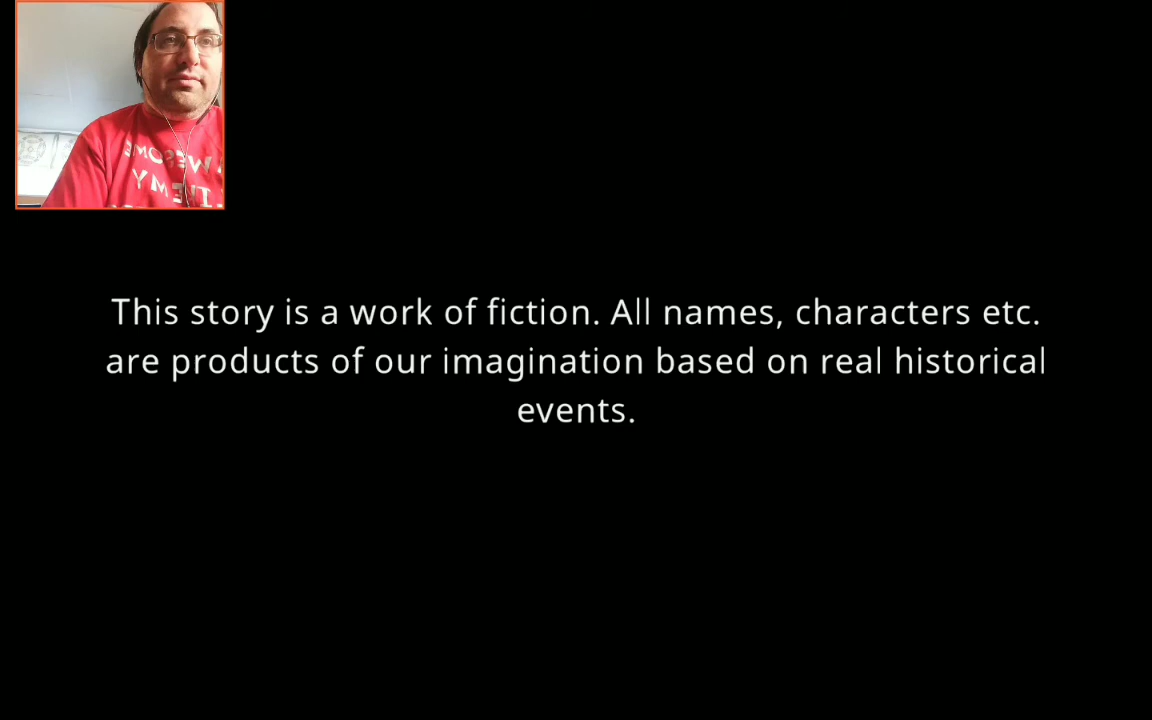 This story is a work of fiction. All names, characters etc.
are products of our imagination based on real historical
events.